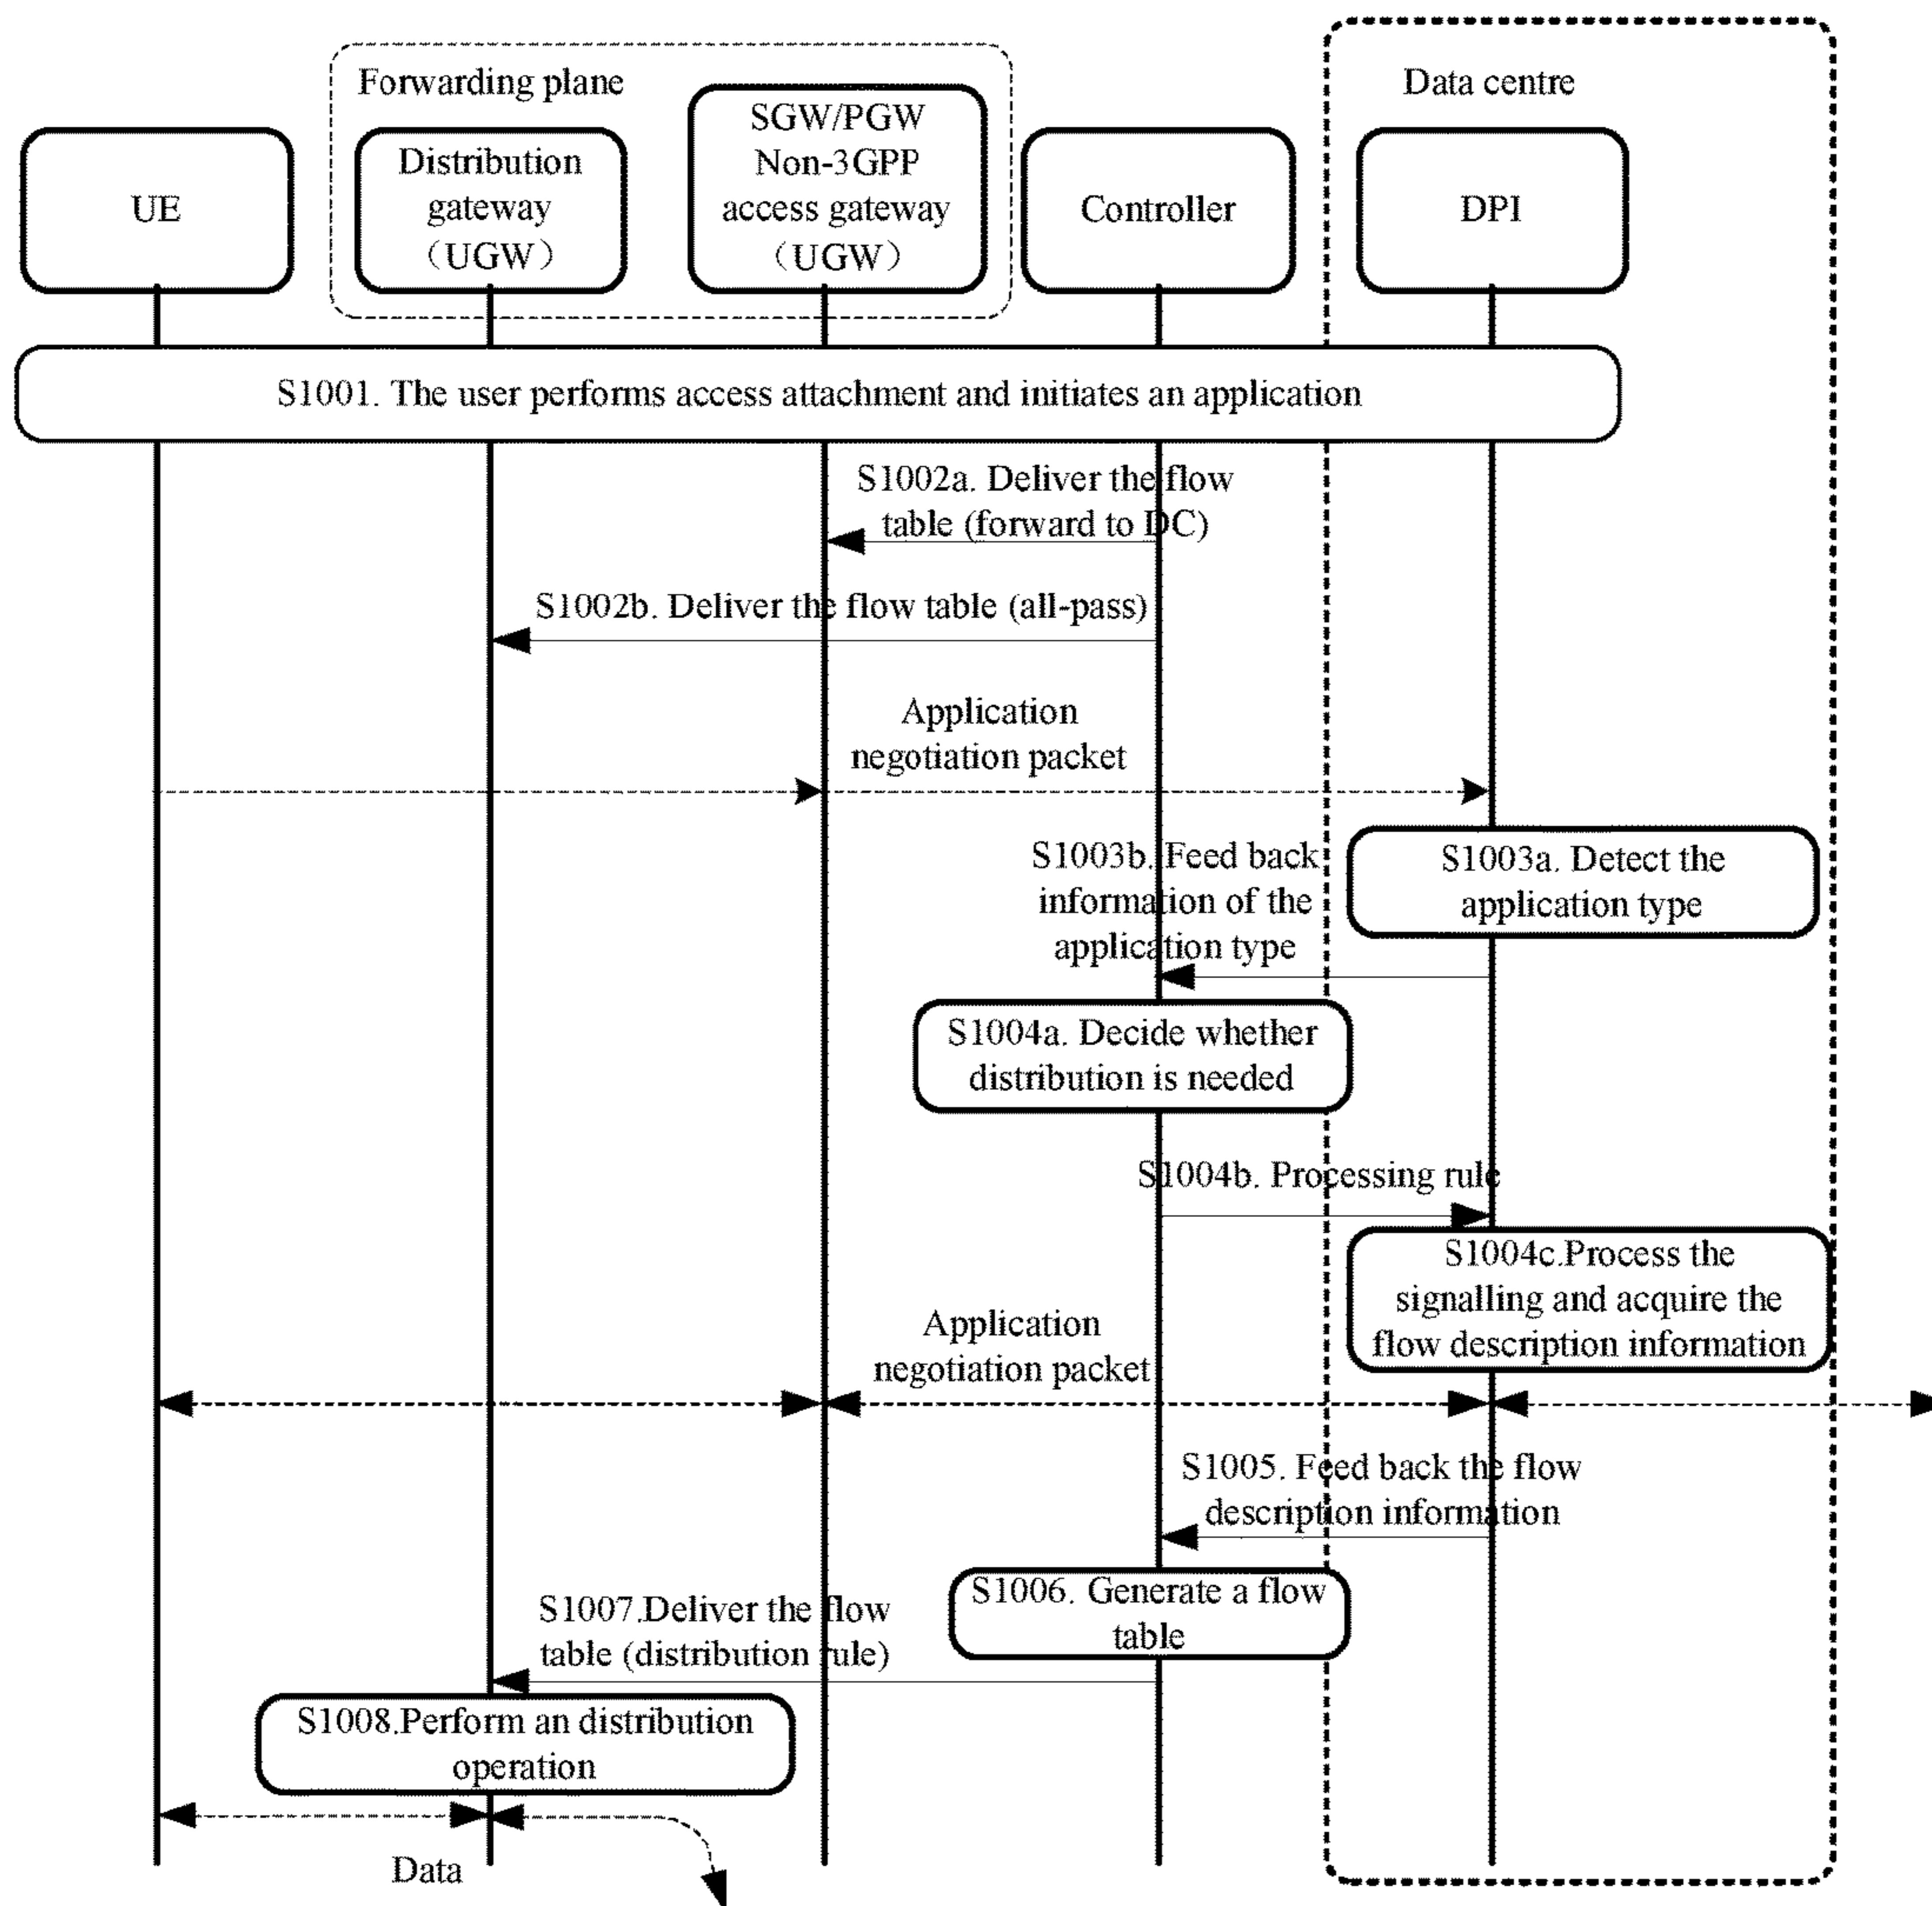 Forwarding plane
Data centre
UE
Distribution
gateway
（UGW）
SGW/PGW
Non-3GPP
access gateway
（UGW）
Controller
DPI
S1001. The user performs access attachment and initiates an application
S1002a. Deliver the flow
table (forward to DC)
S1002b. Deliver the flow table (all-pass)
Application
negotiation packet
S1003a. Detect the
application type
S1003b. Feed back
information of the
application type
S1004a. Decide whether
distribution is needed
S1004b. Processing rule
S1004c.Process the
signalling and acquire the
flow description information
Application
negotiation packet
S1005. Feed back the flow
description information
S1006. Generate a flow
table
S1007.Deliver the flow
table (distribution rule)
S1008.Perform an distribution
operation
Data